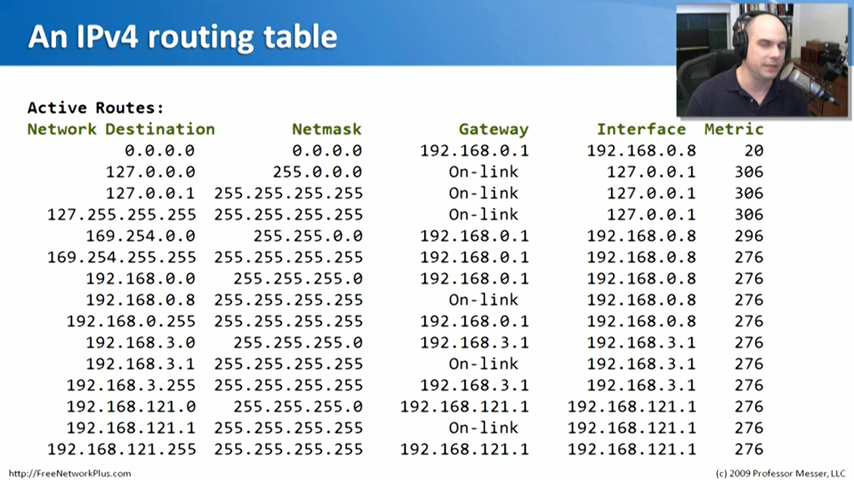 An IPv4 routing table
Active Routes:
Network Destination Netmask Gateway Interface Metric
0.0.0.0 0.0.0.0 192.168.0.1 192.168.0.8 20
127.0.0.0 255.0.0.0 On-link 127.0.0.1 306
127.0.0.1 255.255.255.255 On-link 127.0.0.1 306
127.255.255.255 255.255.255.255 On-link 127.0.0.1 306
169.254.0.0 255.255.0.0 192.168.0.1 192.168.0.8 296
169.254.255.255 255.255.255.255 192.168.0.1 192.168.0.8 276
192.168.0.0 255.255.255.0 192.168.0.1 192.168.0.8 276
192.168.0.8 255.255.255.255 On-link 192.168.0.8 276
192.168.0.255 255.255.255.255 192.168.0.1 192.168.0.8 276
192.168.3.0 255.255.255.0 192.168.3.1 192.168.3.1 276
192.168.3.1 255.255.255.255 On-link 192.168.3.1 276
192.168.3.255 255.255.255.255 192.168.3.1 192.168.3.1 276
192.168.121.0 255.255.255.0 192.168.121.1 192.168.121.1 276
192.168.121.1 255.255.255.255 On-link 192.168.121.1 276
192.168.121.255 255.255.255.255 192.168.121.1 192.168.121.1 276
http://FreeNetworkPlus.com (c) 2009 Professor Messer, LLC